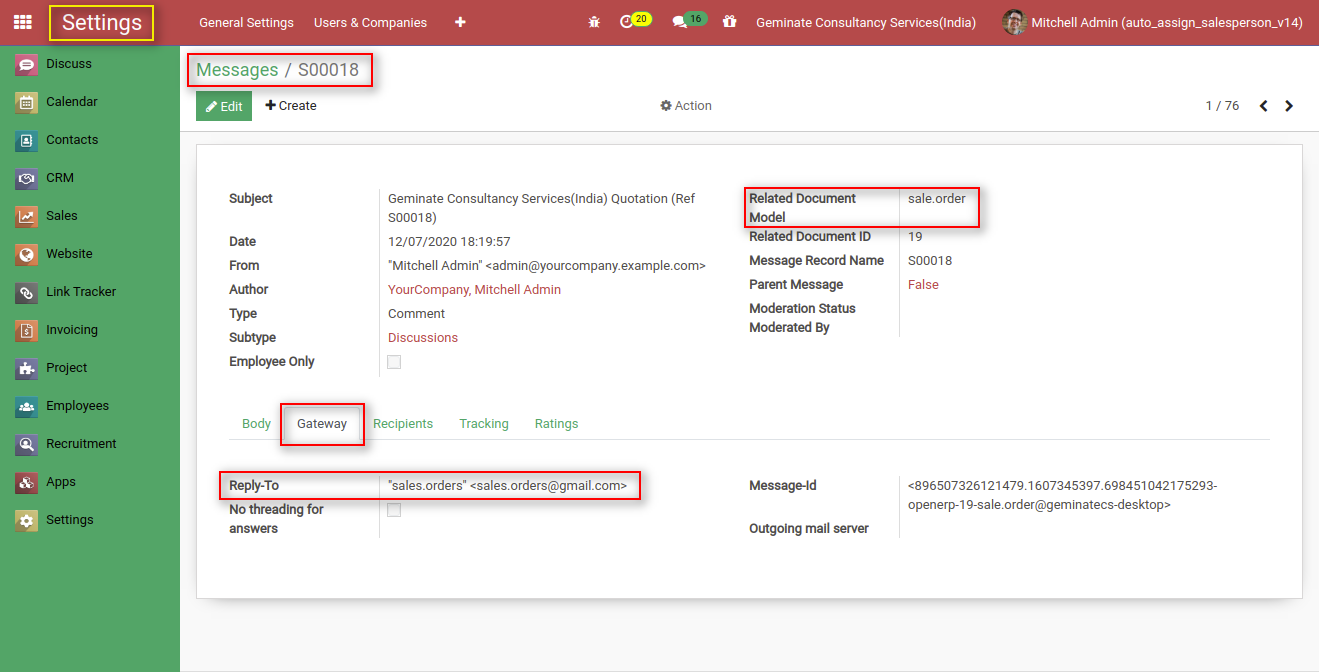 Settings
General Settings
Users & Companies
20
16
Geminate Consultancy Services(India)
Mitchell Admin (auto_assign_salesperson_v14)
Discuss
Calendar
Contacts
CRM
Sales
Website
Link Tracker
Invoicing
Project
Employees
Recruitment
Apps
Settings
Messages / S00018
Edit
Create
Action
1 / 76
Subject
Geminate Consultancy Services(India) Quotation (Ref
S00018)
Date
12/07/2020 18:19:57
From
"Mitchell Admin" <admin@yourcompany.example.com>
Author
YourCompany, Mitchell Admin
Type
Comment
Subtype
Discussions
Employee Only
Related Document
Model
sale.order
Related Document ID
19
Message Record Name
S00018
Parent Message
False
Moderation Status
Moderated By
Body
Gateway
Recipients
Tracking
Ratings
Reply-To
"sales.orders" <sales.orders@gmail.com>
No threading for
answers
Message-Id
<896507326121479.1607345397.698451042175293-
openerp-19-sale.order@geminatecs-desktop>
Outgoing mail server